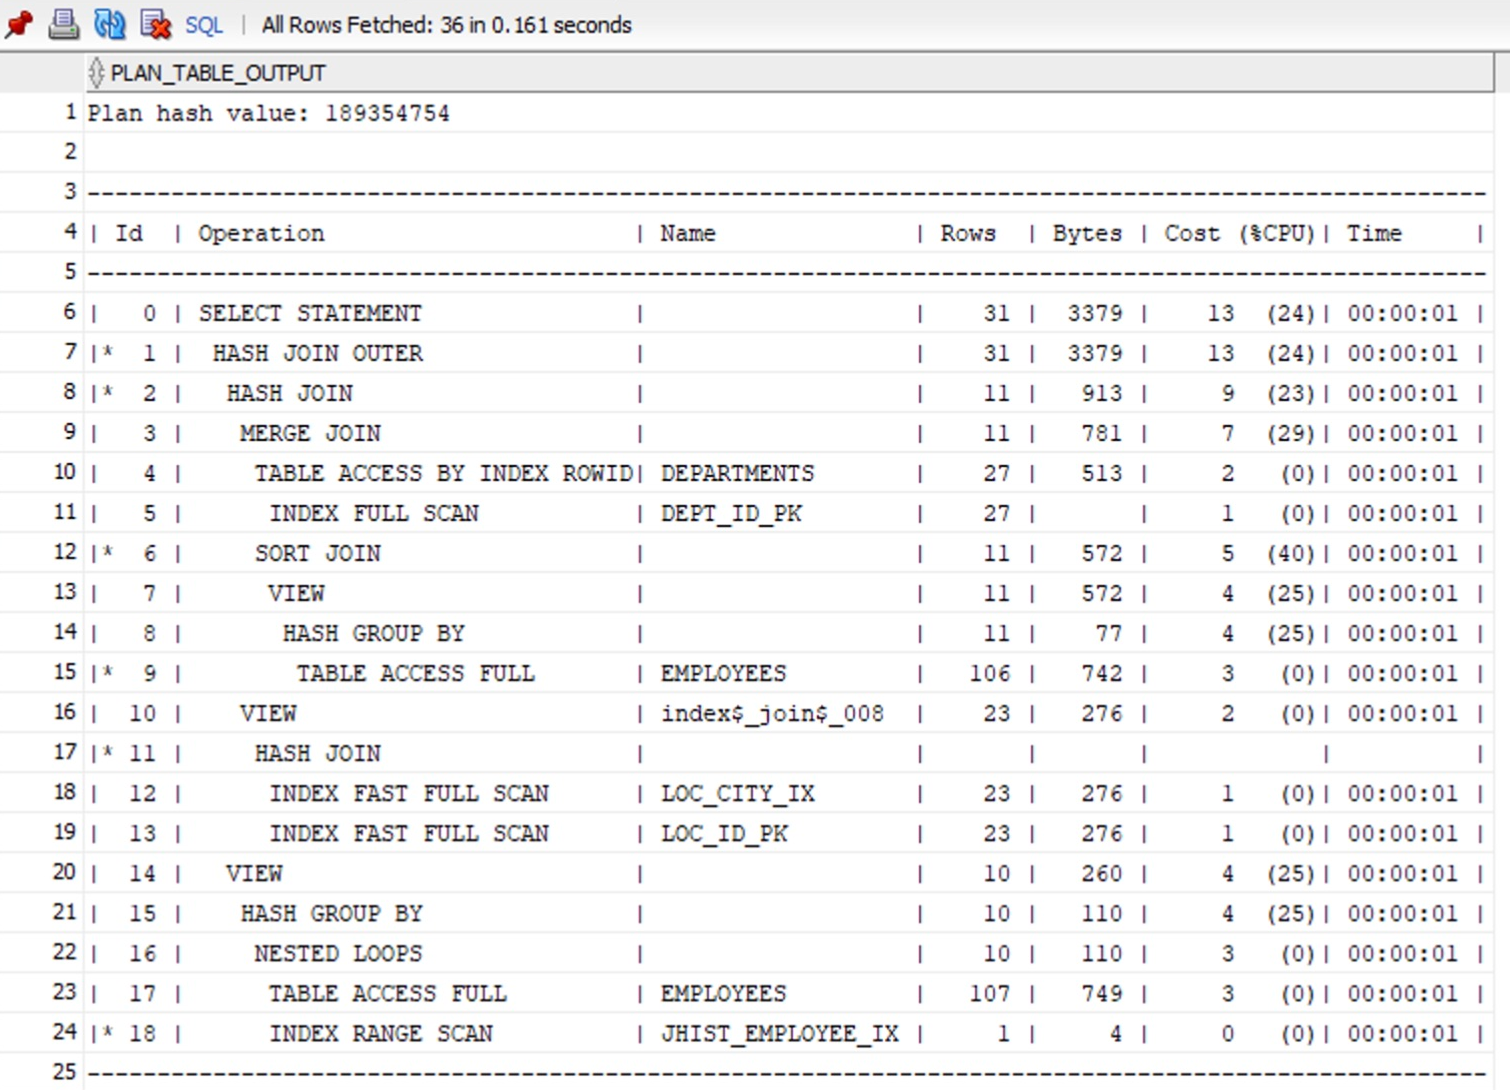 SQL | All Rows Fetched: 36 in 0.161 seconds
PLAN_TABLE_OUTPUT
1 Plan hash value: 189354754
2
3 ----------------------------------------------------------------------------------------------------
4 | Id  | Operation                      | Name              | Rows  | Bytes | Cost (%CPU)| Time     |
5 ----------------------------------------------------------------------------------------------------
6 |   0 | SELECT STATEMENT               |                   |    31 |  3379 |    13  (24)| 00:00:01 |
7 |*  1 |  HASH JOIN OUTER               |                   |    31 |  3379 |    13  (24)| 00:00:01 |
8 |*  2 |   HASH JOIN                    |                   |    11 |   913 |     9  (23)| 00:00:01 |
9 |   3 |    MERGE JOIN                  |                   |    11 |   781 |     7  (29)| 00:00:01 |
10 |   4 |     TABLE ACCESS BY INDEX ROWID| DEPARTMENTS       |    27 |   513 |     2   (0)| 00:00:01 |
11 |   5 |      INDEX FULL SCAN           | DEPT_ID_PK        |    27 |       |     1   (0)| 00:00:01 |
12 |*  6 |     SORT JOIN                  |                   |    11 |   572 |     5  (40)| 00:00:01 |
13 |   7 |      VIEW                      |                   |    11 |   572 |     4  (25)| 00:00:01 |
14 |   8 |       HASH GROUP BY            |                   |    11 |    77 |     4  (25)| 00:00:01 |
15 |*  9 |        TABLE ACCESS FULL       | EMPLOYEES         |   106 |   742 |     3   (0)| 00:00:01 |
16 |  10 |    VIEW                        | index$_join$_008  |    23 |   276 |     2   (0)| 00:00:01 |
17 |* 11 |     HASH JOIN                  |                   |       |       |            |          |
18 |  12 |      INDEX FAST FULL SCAN      | LOC_CITY_IX       |    23 |   276 |     1   (0)| 00:00:01 |
19 |  13 |      INDEX FAST FULL SCAN      | LOC_ID_PK         |    23 |   276 |     1   (0)| 00:00:01 |
20 |  14 |   VIEW                         |                   |    10 |   260 |     4  (25)| 00:00:01 |
21 |  15 |    HASH GROUP BY               |                   |    10 |   110 |     4  (25)| 00:00:01 |
22 |  16 |     NESTED LOOPS               |                   |    10 |   110 |     3   (0)| 00:00:01 |
23 |  17 |      TABLE ACCESS FULL         | EMPLOYEES         |   107 |   749 |     3   (0)| 00:00:01 |
24 |* 18 |      INDEX RANGE SCAN          | JHIST_EMPLOYEE_IX |     1 |     4 |     0   (0)| 00:00:01 |
25 ----------------------------------------------------------------------------------------------------